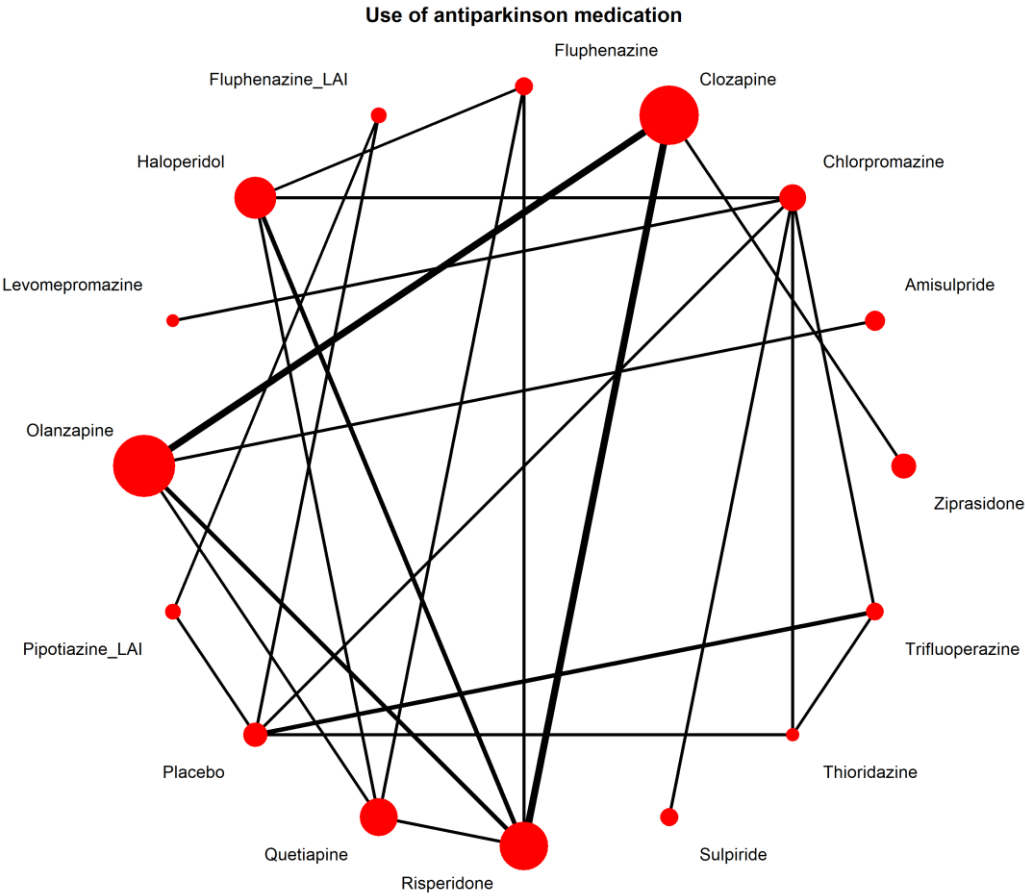 Use of antiparkinson medication
Fluphenazine
Fluphenazine_LAI
Clozapine
Haloperidol
Chlorpromazine
Levomepromazine
Amisulpride
Olanzapine
Ziprasidone
Pipotiazine_LAI
Trifluoperazine
Placebo
Thioridazine
Quetiapine
Sulpiride
Risperidone